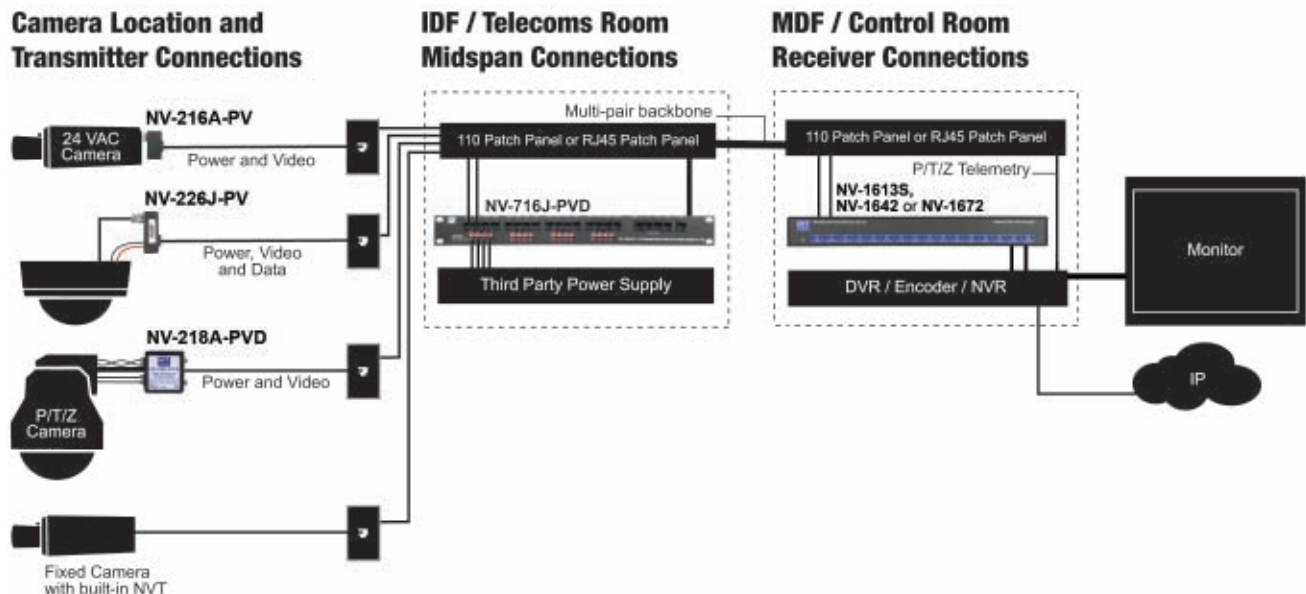 Camera Location and
Transmitter Connections
IDF / Telecoms Room
Midspan Connections
MDF / Control Room
Receiver Connections
NV-216A-PV
24 VAC
Camera
Power and Video
NV-226J-PV
Power, Video
and Data
NV-218A-PVD
Power and Video
P/T/Z
Camera
Fixed Camera
with built-in NVT
Multi-pair backbone
110 Patch Panel or RJ45 Patch Panel
NV-716J-PVD
Third Party Power Supply
110 Patch Panel or RJ45 Patch Panel
P/T/Z Telemetry
NV-1613S,
NV-1642 or NV-1672
DVR / Encoder / NVR
Monitor
IP